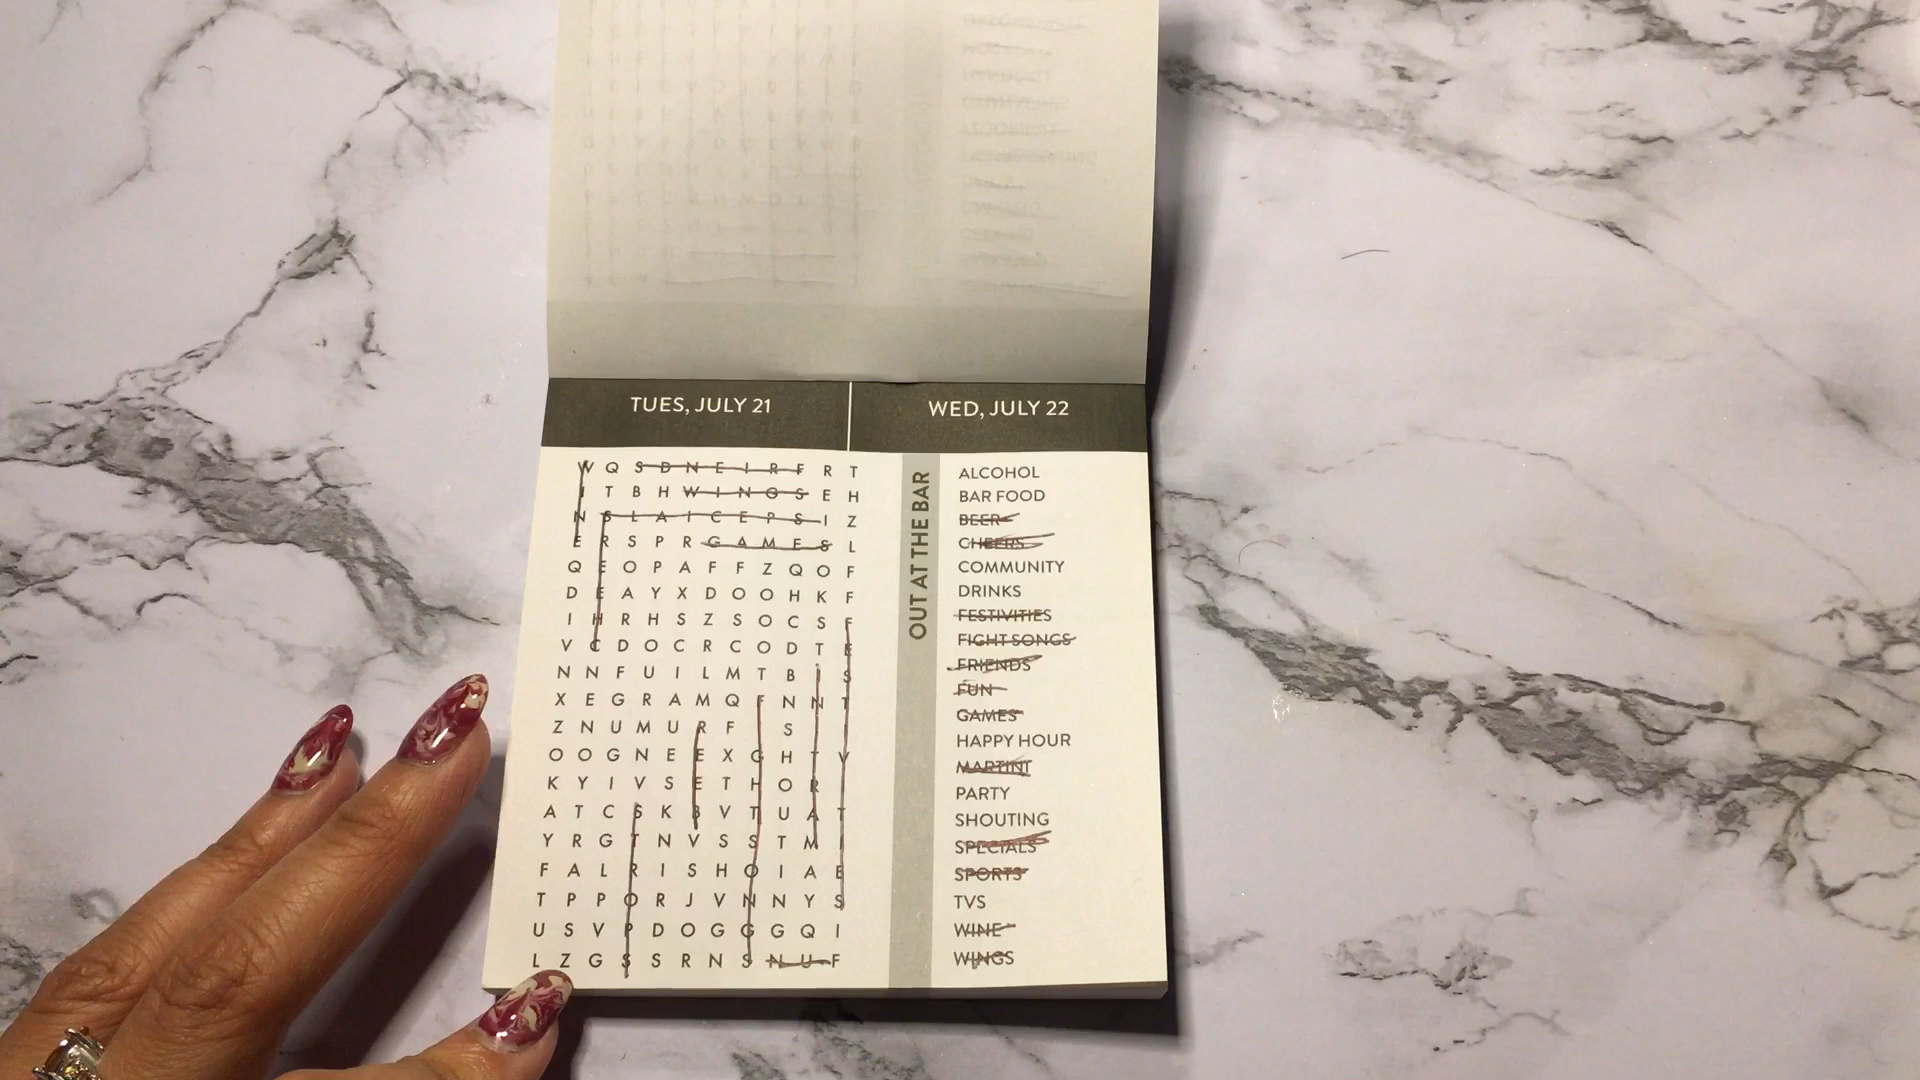 TUES, JULY 21
WED, JULY 22
W Q S D N E I R F R T
I T B H W I N G S E H
N S L A I C E P S I Z
E R S P R G A M E S L
Q E O P A F F Z Q O F
D E A Y X D O O H K F
I H R H S Z S O C S F
V C D O C R C O D T E
N N F U I L M T B I S
X E G R A M Q F N N T
Z N U M U R F I S I I
O O G N E E X G H T V
K Y I V S E T H O R I
A T C S K B V T U A T
Y R G T N V S S T M I
F A L R I S H O I A E
T P P O R J V N N Y S
U S V P D O G G G Q I
L Z G S S R N S N U F
OUT AT THE BAR
ALCOHOL
BAR FOOD
BEER
CHEERS
COMMUNITY
DRINKS
FESTIVITIES
FIGHT SONGS
FRIENDS
FUN
GAMES
HAPPY HOUR
MARTINI
PARTY
SHOUTING
SPECIALS
SPORTS
TVS
WINE
WINGS